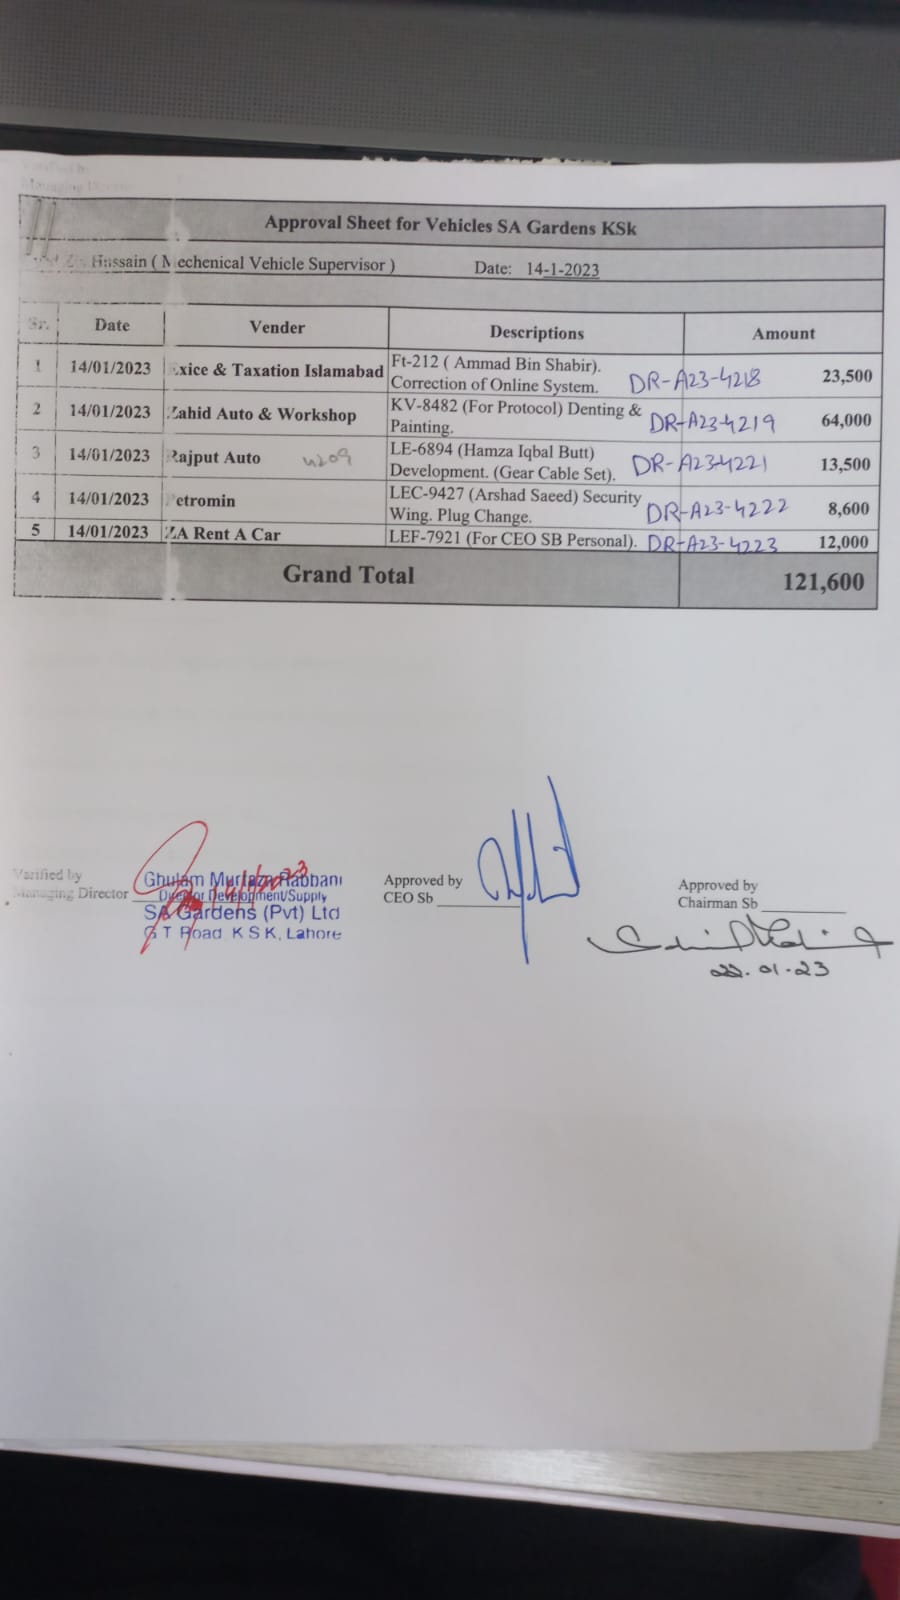 Approval Sheet for Vehicles SA Gardens KSk
Hussain ( Mechenical Vehicle Supervisor ) Date: 14-1-2023
Sr. Date Vender Descriptions Amount
1 14/01/2023 Exice & Taxation Islamabad Ft-212 ( Ammad Bin Shabir). Correction of Online System. DR-A23-4218 23,500
2 14/01/2023 Zahid Auto & Workshop KV-8482 (For Protocol) Denting & Painting. DR-A23-4219 64,000
3 14/01/2023 Rajput Auto 4209 LE-6894 (Hamza Iqbal Butt) Development. (Gear Cable Set). DR-A23-4221 13,500
4 14/01/2023 Petromin LEC-9427 (Arshad Saeed) Security Wing. Plug Change. DR-A23-4222 8,600
5 14/01/2023 ZA Rent A Car LEF-7921 (For CEO SB Personal). DR-A23-4223 12,000
Grand Total 121,600
Varified by
Managing Director
Ghulam Murtaza Rabbani
Director Development/Supply
SA Gardens (Pvt) Ltd
G T Road K S K, Lahore
Approved by
CEO Sb
Approved by
Chairman Sb
22.01.23